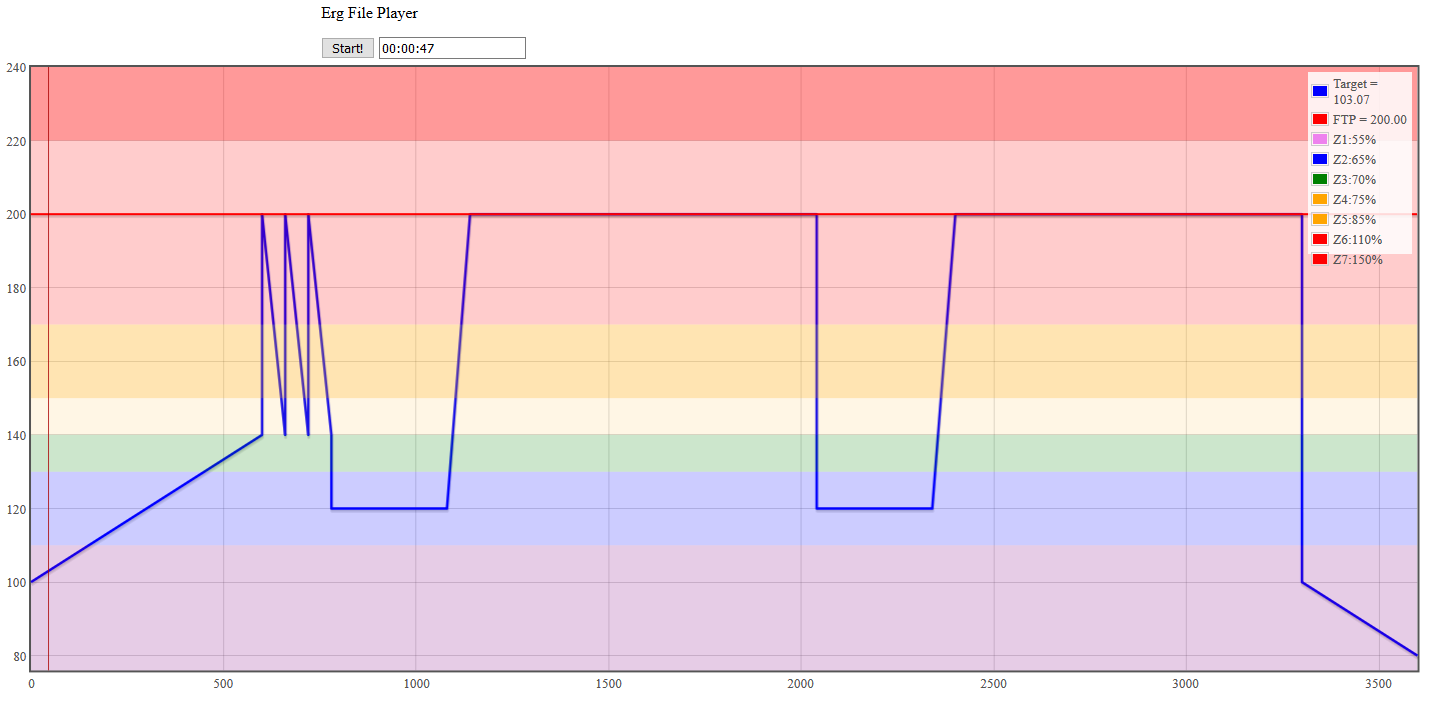 Erg File Player
Start! 00:00:47
240
220
200
180
160
140
120
100
80
Target =
103.07
FTP = 200.00
Z1:55%
Z2:65%
Z3:70%
Z4:75%
Z5:85%
Z6:110%
Z7:150%
0 500 1000 1500 2000 2500 3000 3500